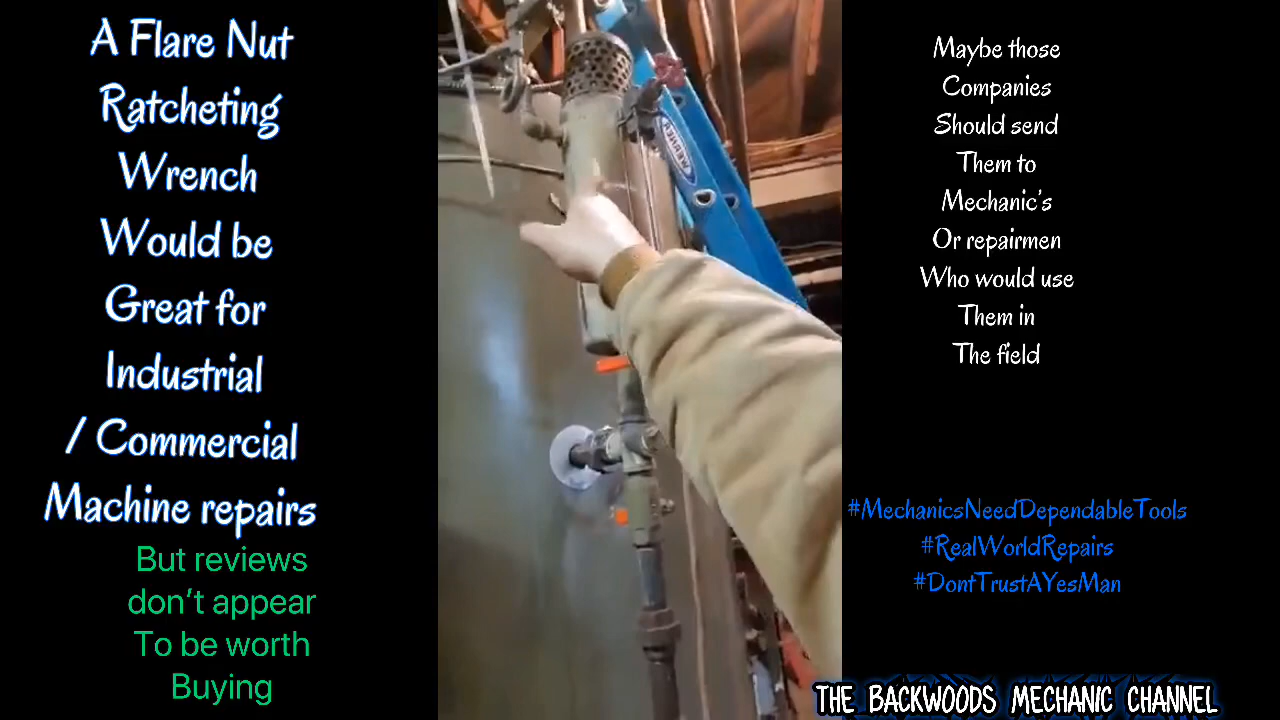 A Flare Nut
Ratcheting
Wrench
Would be
Great for
Industrial
/ Commercial
Machine repairs
But reviews
don't appear
To be worth
Buying
WERNER
Maybe those
Companies
Should send
Them to
Mechanic's
Or repairmen
Who would use
Them in
The field
#MechanicsNeedDependableTools
#RealWorldRepairs
#DontTrustAYesMan
THE BACKWOODS MECHANIC CHANNEL